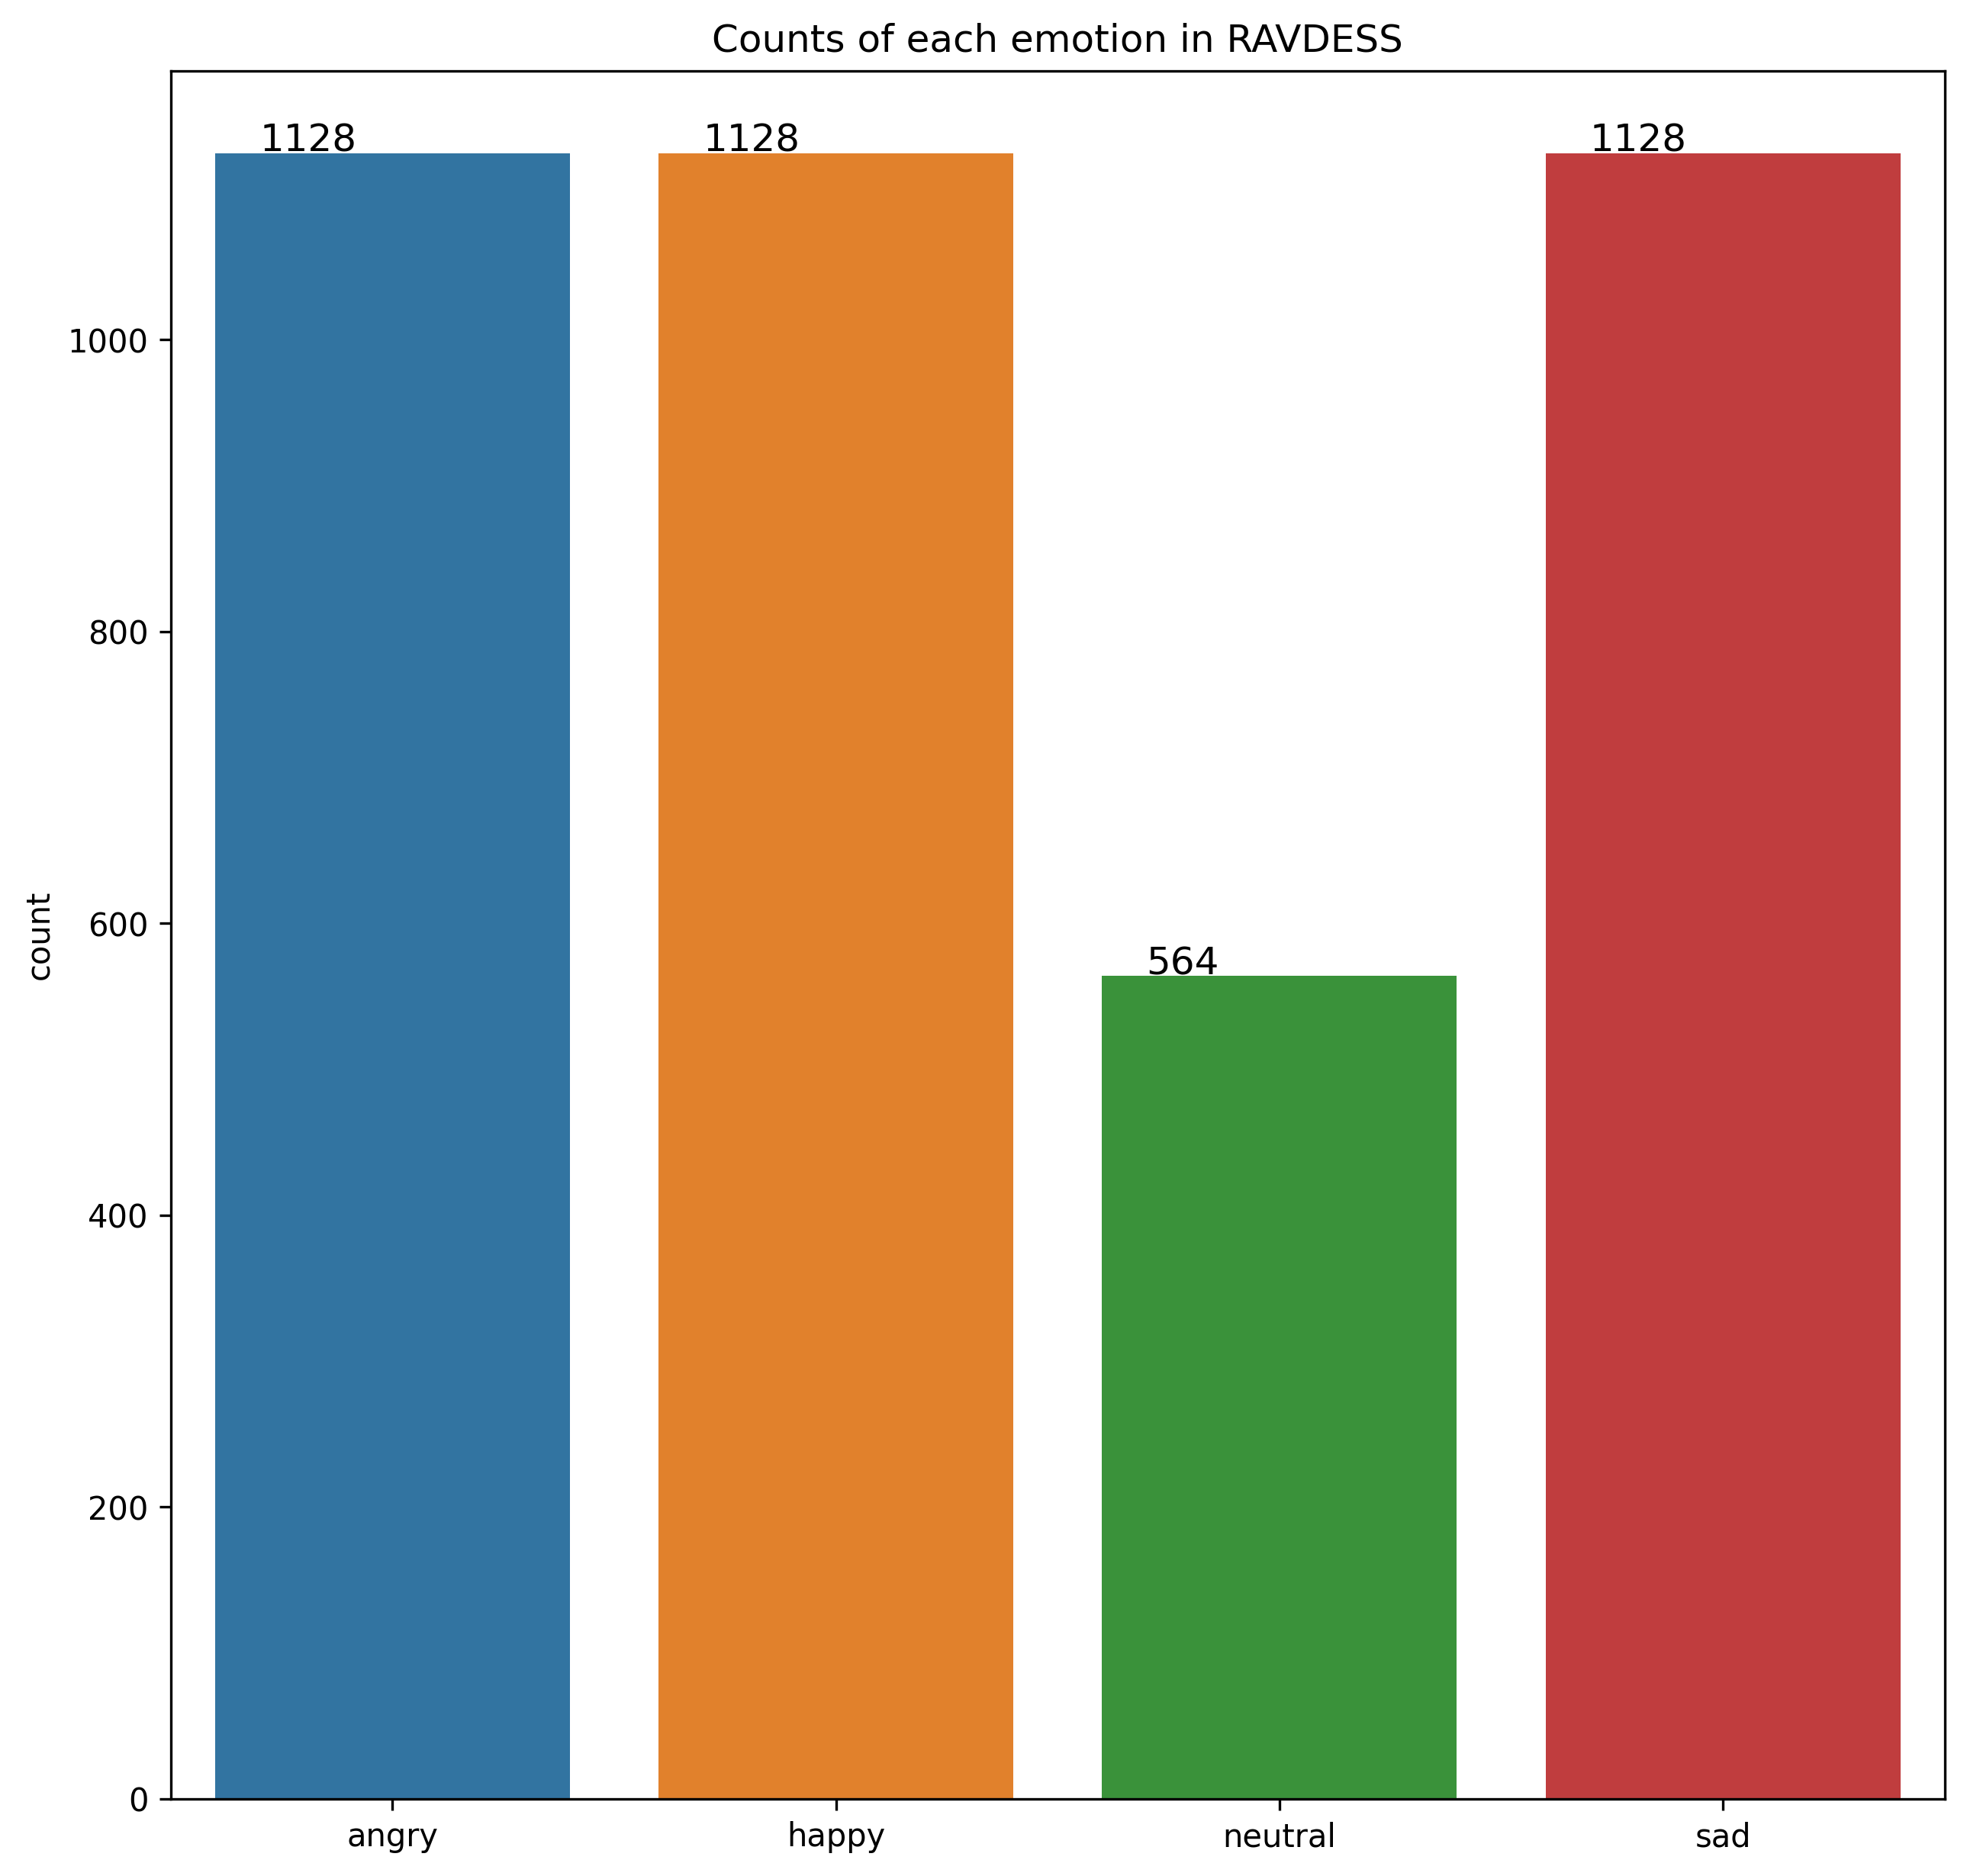 Counts of each emotion in RAVDESS
1128
1128
1128
1000
800
600
564
400
200
0
count
angry
happy
neutral
sad